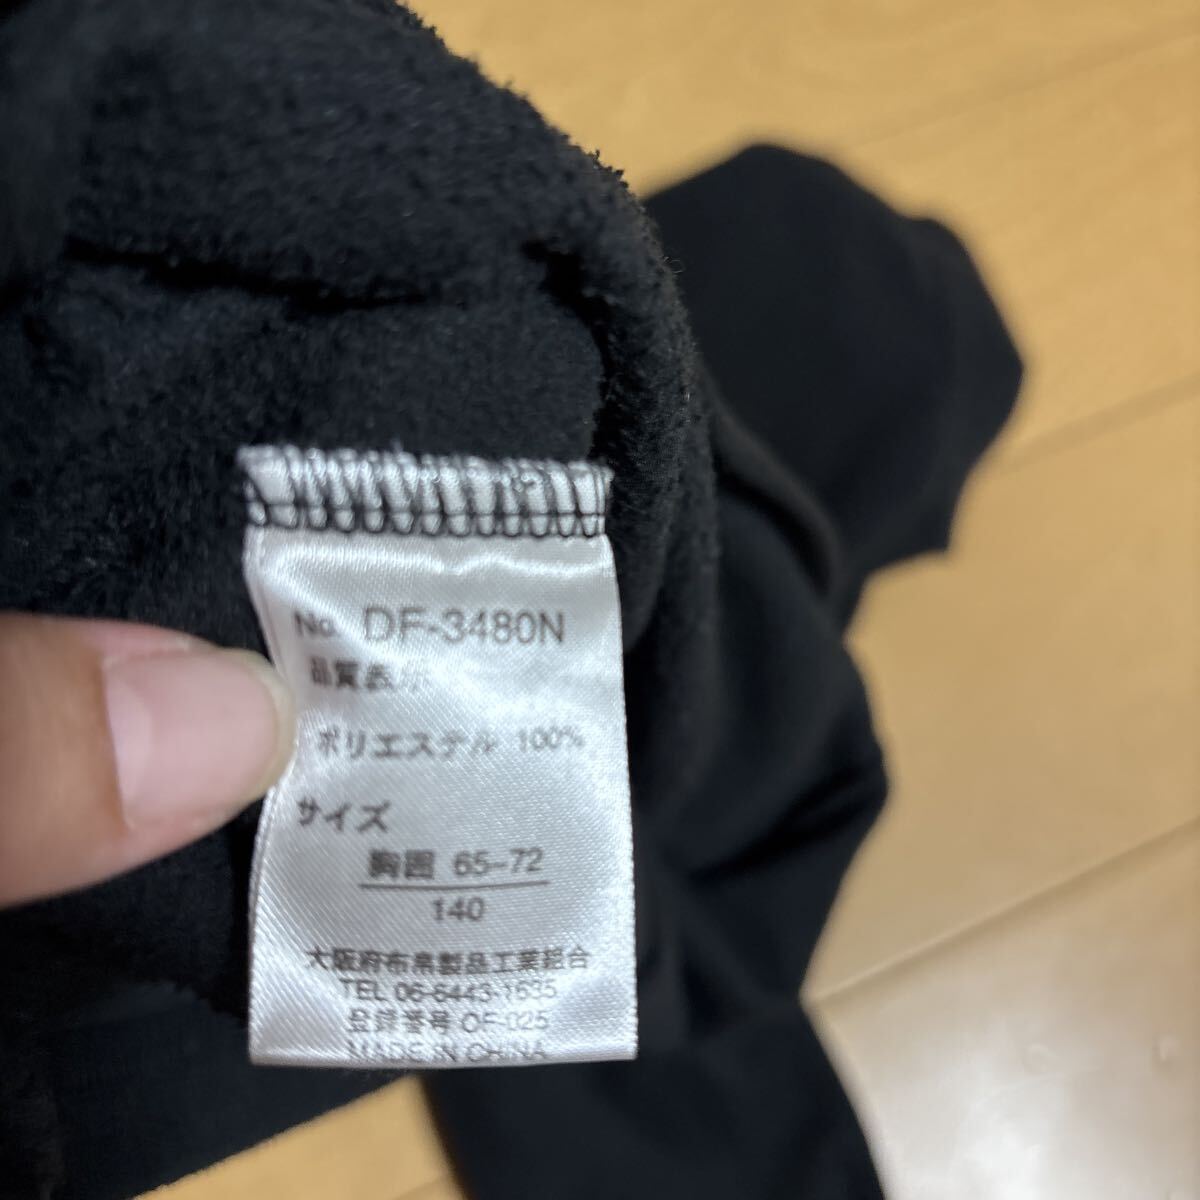 No. DF-3480N
品質表示
ポリエステル 100%
サイズ
胸囲 65-72
140
大阪府布帛製品工業組合
TEL 06-6443-1635
登録番号 OF-025
MADE IN CHINA